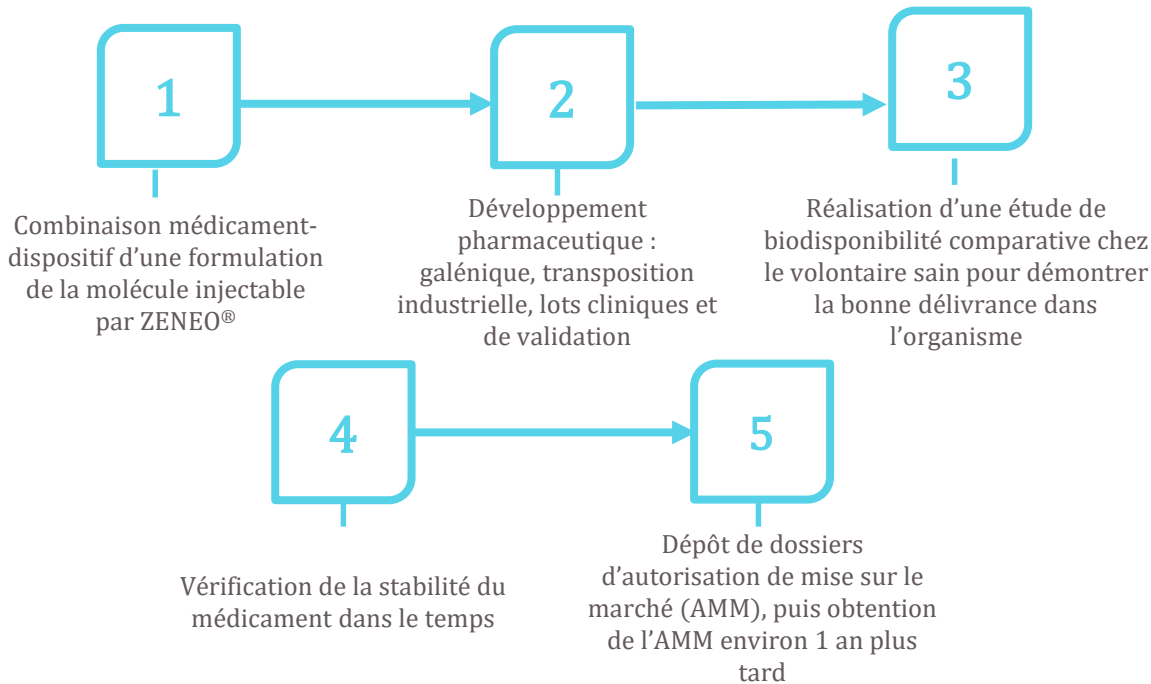 1
Combinaison médicament-
dispositif d'une formulation
de la molécule injectable
par ZENEO®
2
Développement
pharmaceutique :
galénique, transposition
industrielle, lots cliniques et
de validation
3
Réalisation d'une étude de
biodisponibilité comparative chez
le volontaire sain pour démontrer
la bonne délivrance dans
l'organisme
4
Vérification de la stabilité du
médicament dans le temps
5
Dépôt de dossiers
d'autorisation de mise sur le
marché (AMM), puis obtention
de l'AMM environ 1 an plus
tard